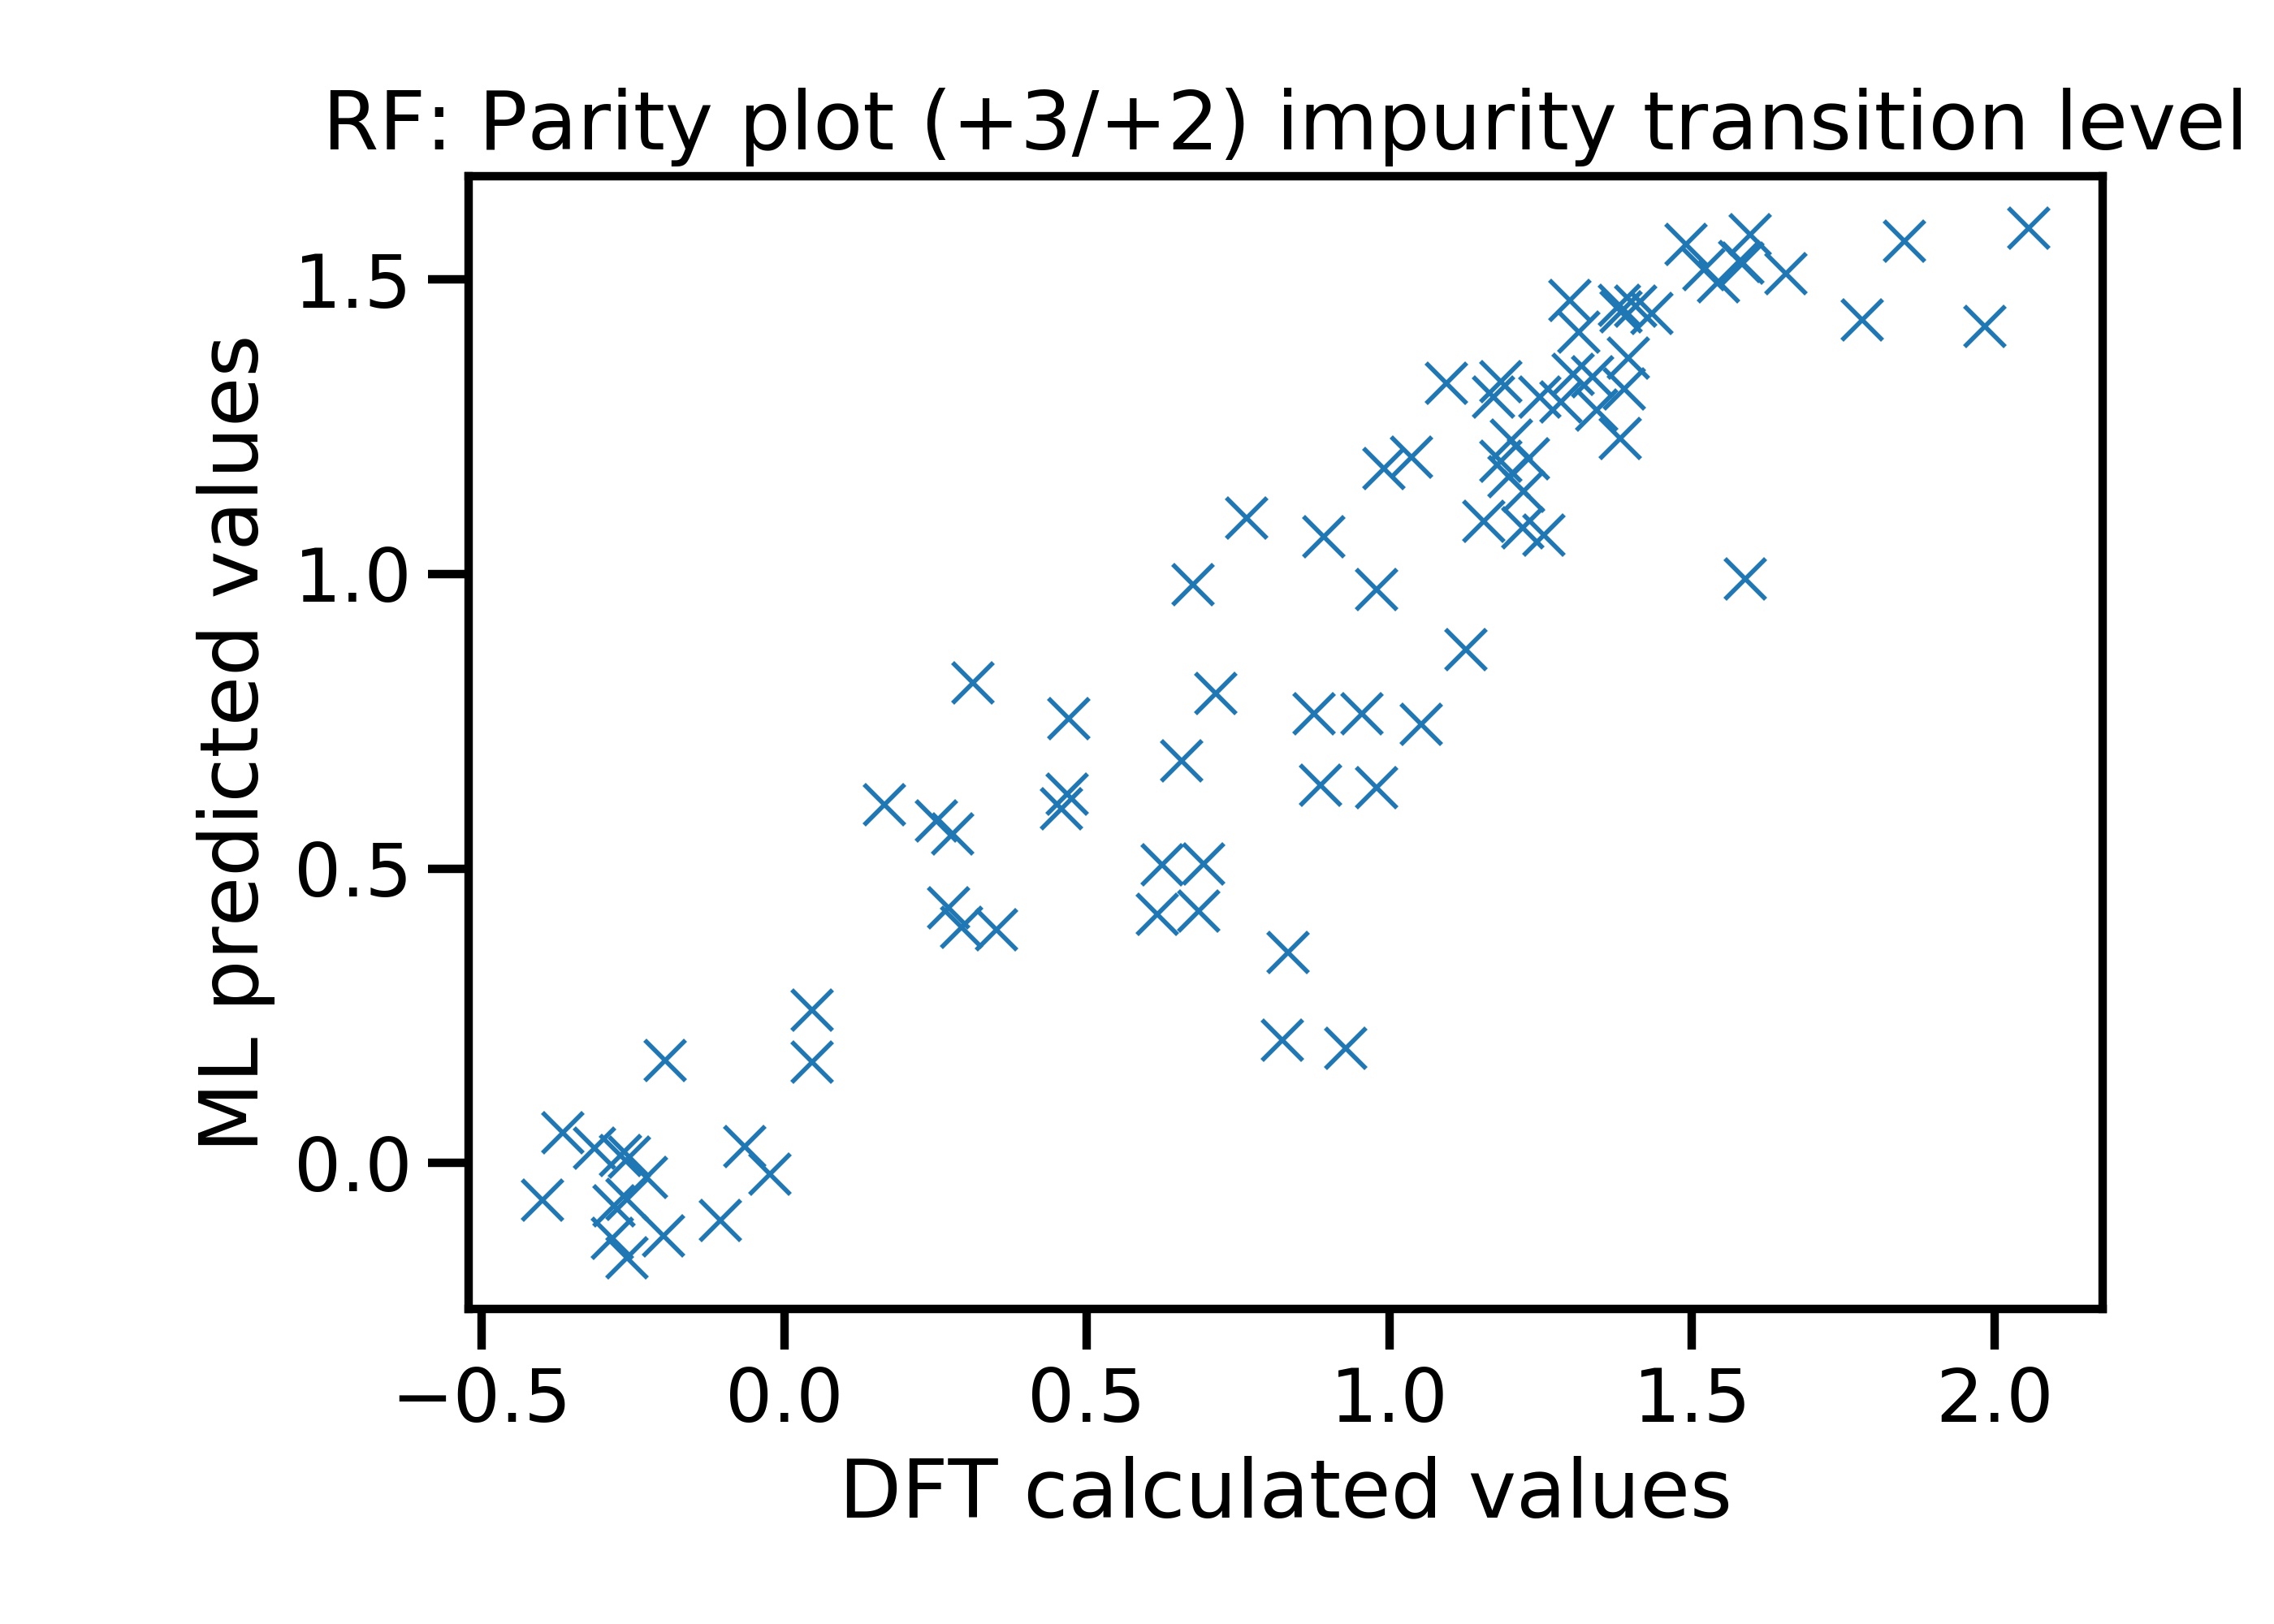 RF: Parity plot (+3/+2) impurity transition level
ML predicted values
1.5
1.0
0.5
0.0
−0.5 0.0 0.5 1.0 1.5 2.0
DFT calculated values